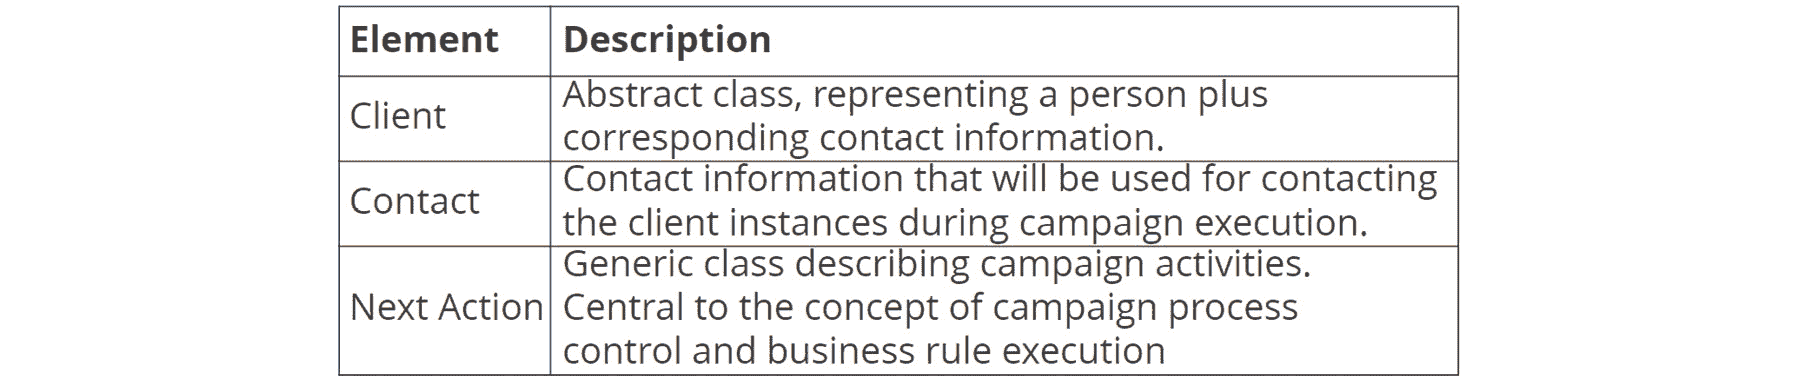 Element Description
Client
Abstract class, representing a person plus
corresponding contact information.
Contact
Contact information that will be used for contacting
the client instances during campaign execution.
Next Action
Generic class describing campaign activities.
Central to the concept of campaign process
control and business rule execution